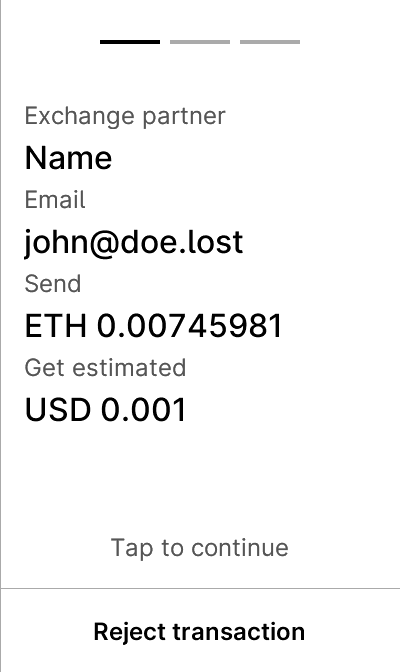 Exchange partner
Name
Email
john@doe.lost
Send
ETH 0.00745981
Get estimated
USD 0.001
Tap to continue
Reject transaction